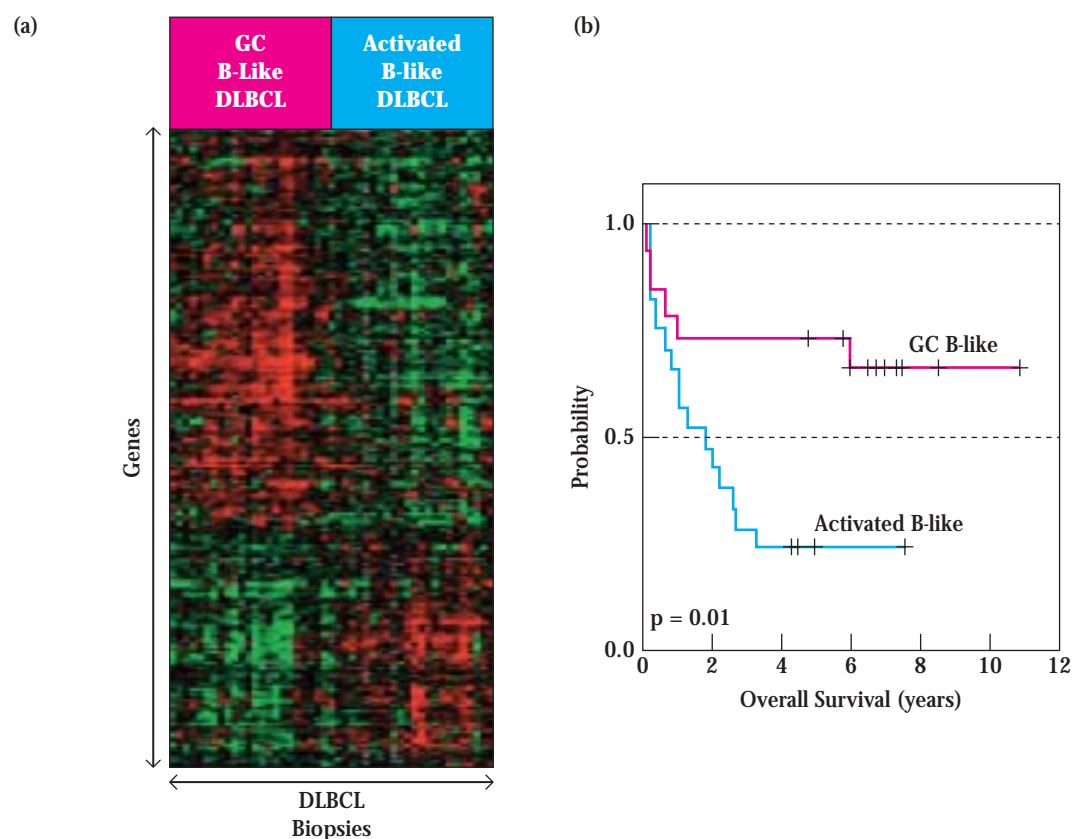 (a)
GC
B-Like
DLBCL
Activated
B-like
DLBCL
Genes
DLBCL
Biopsies
(b)
Probability
1.0
0.5
0.0
GC B-like
Activated B-like
p = 0.01
0
2
4
6
8
10
12
Overall Survival (years)